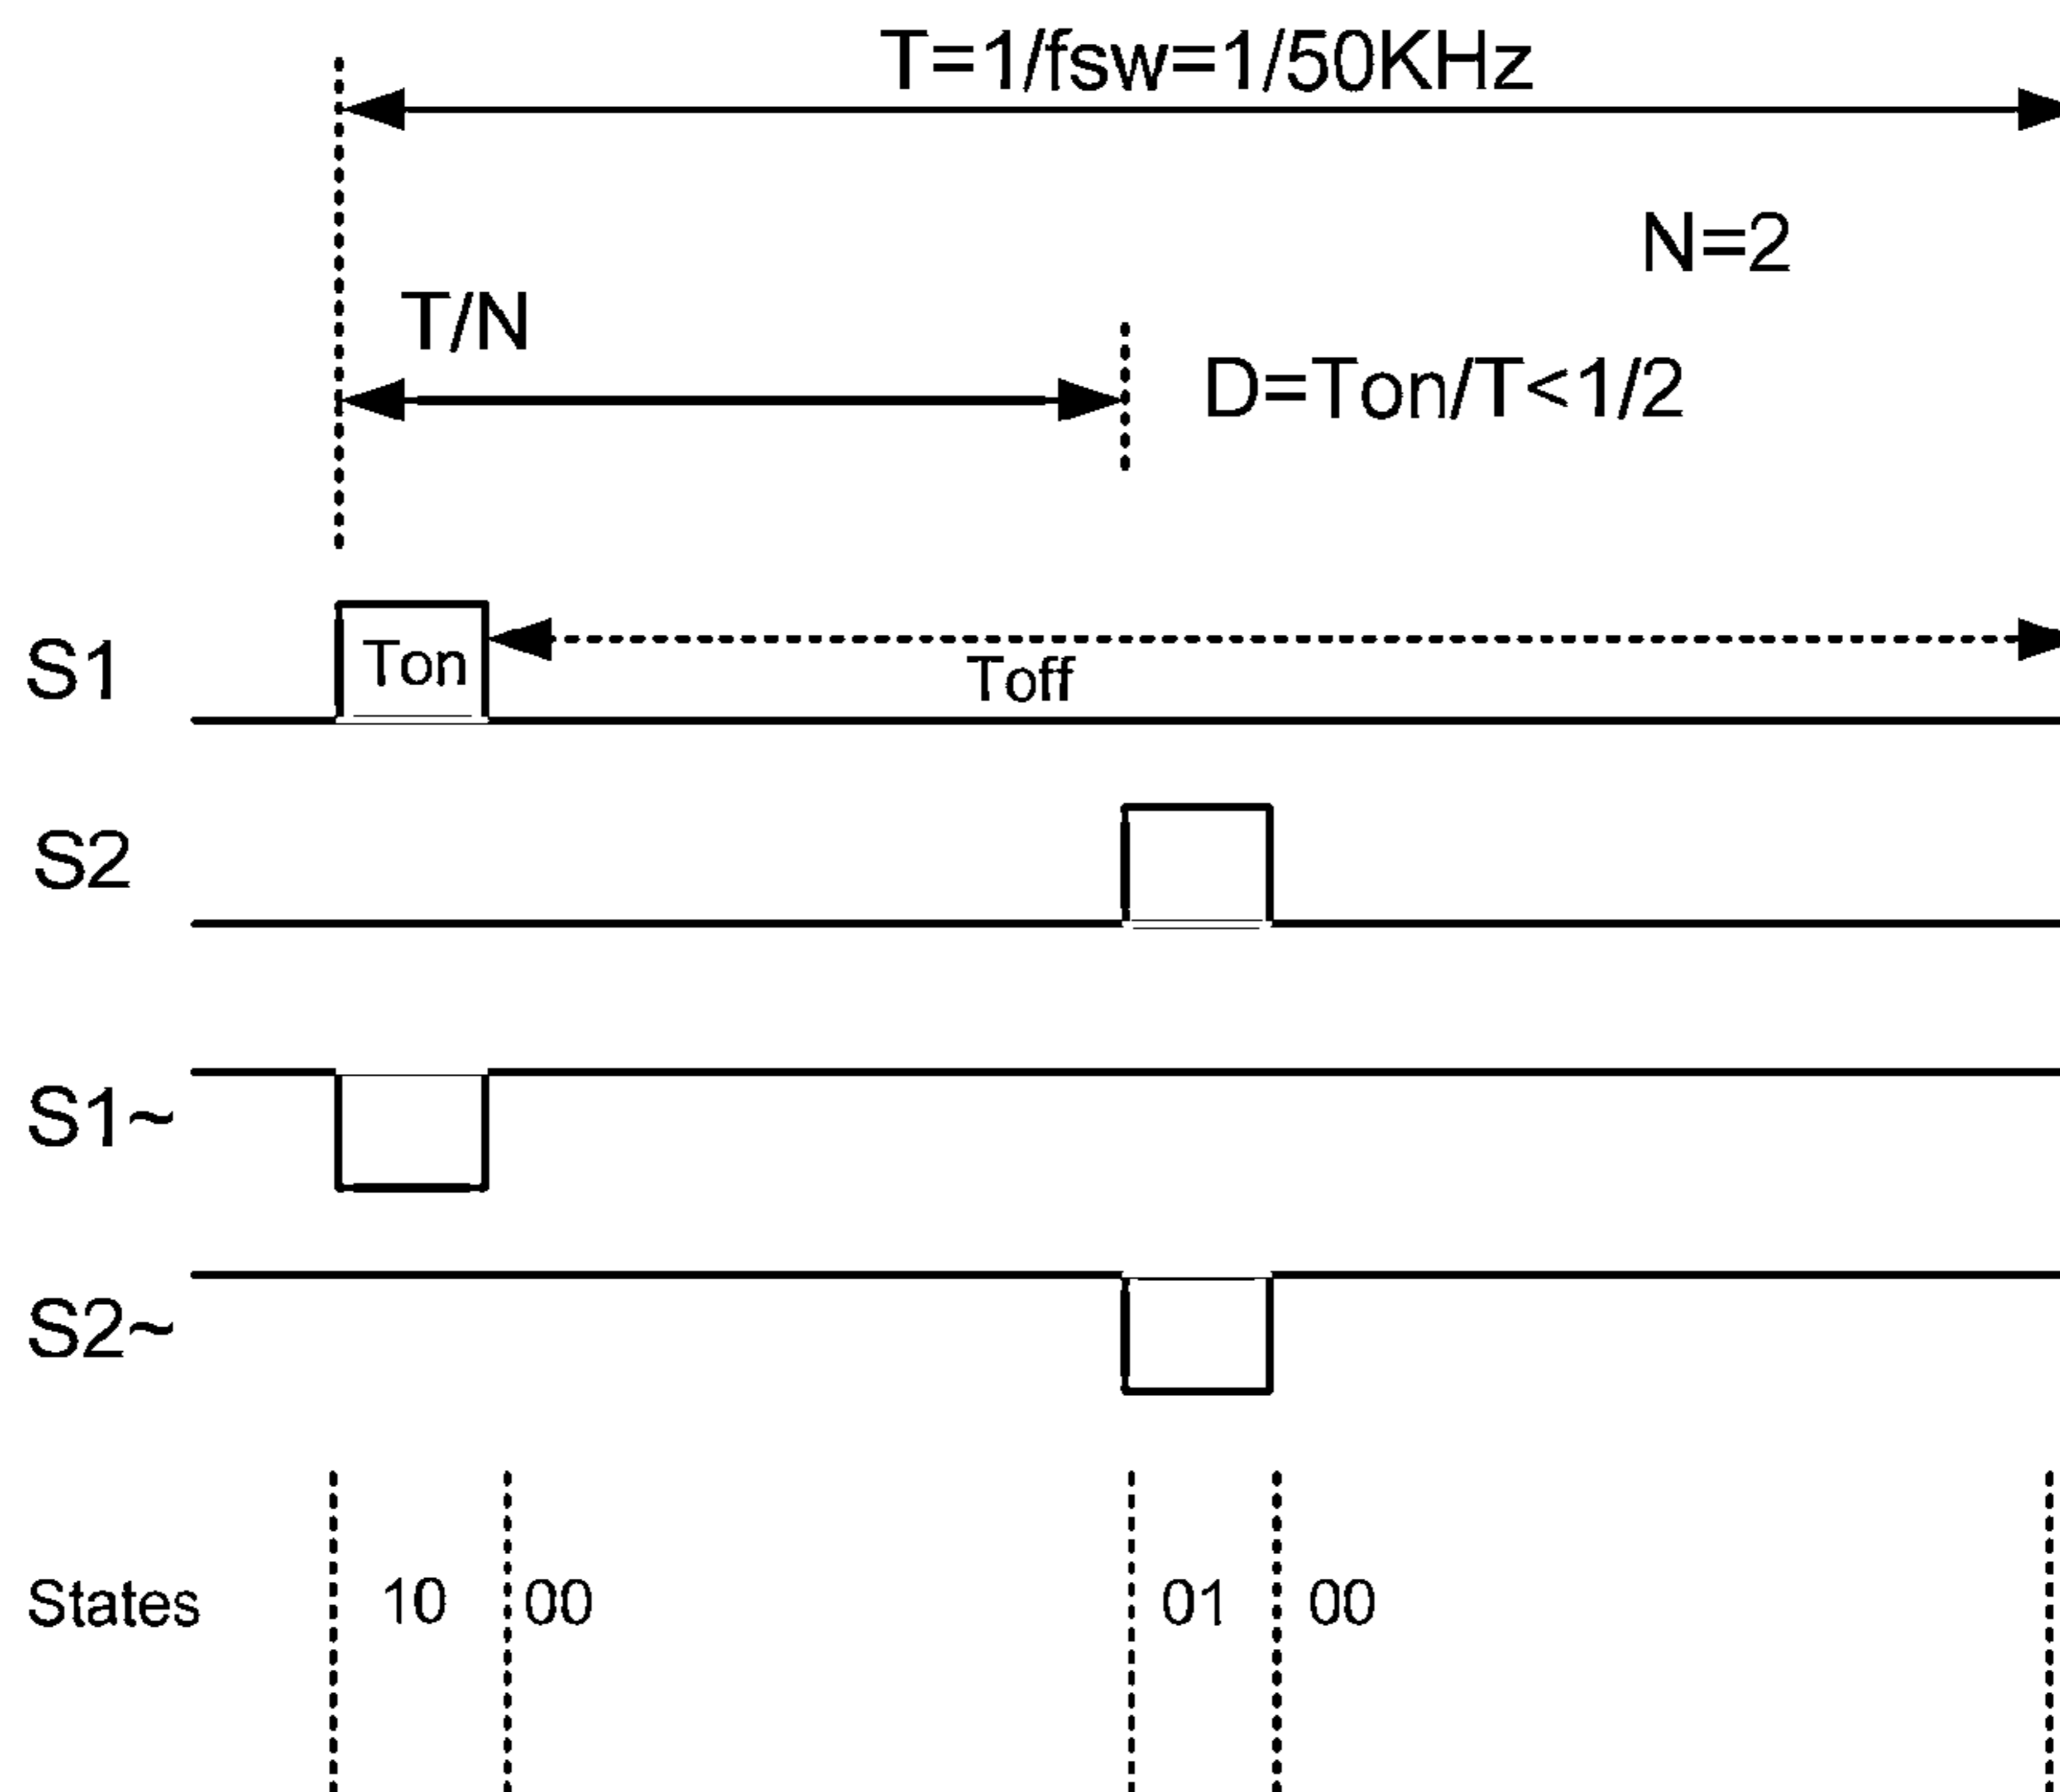 T=1/fsw=1/50KHz
N=2
T/N
D=Ton/T<1/2
S1
Ton
Toff
S2
S1~
S2~
States
10
00
01
00